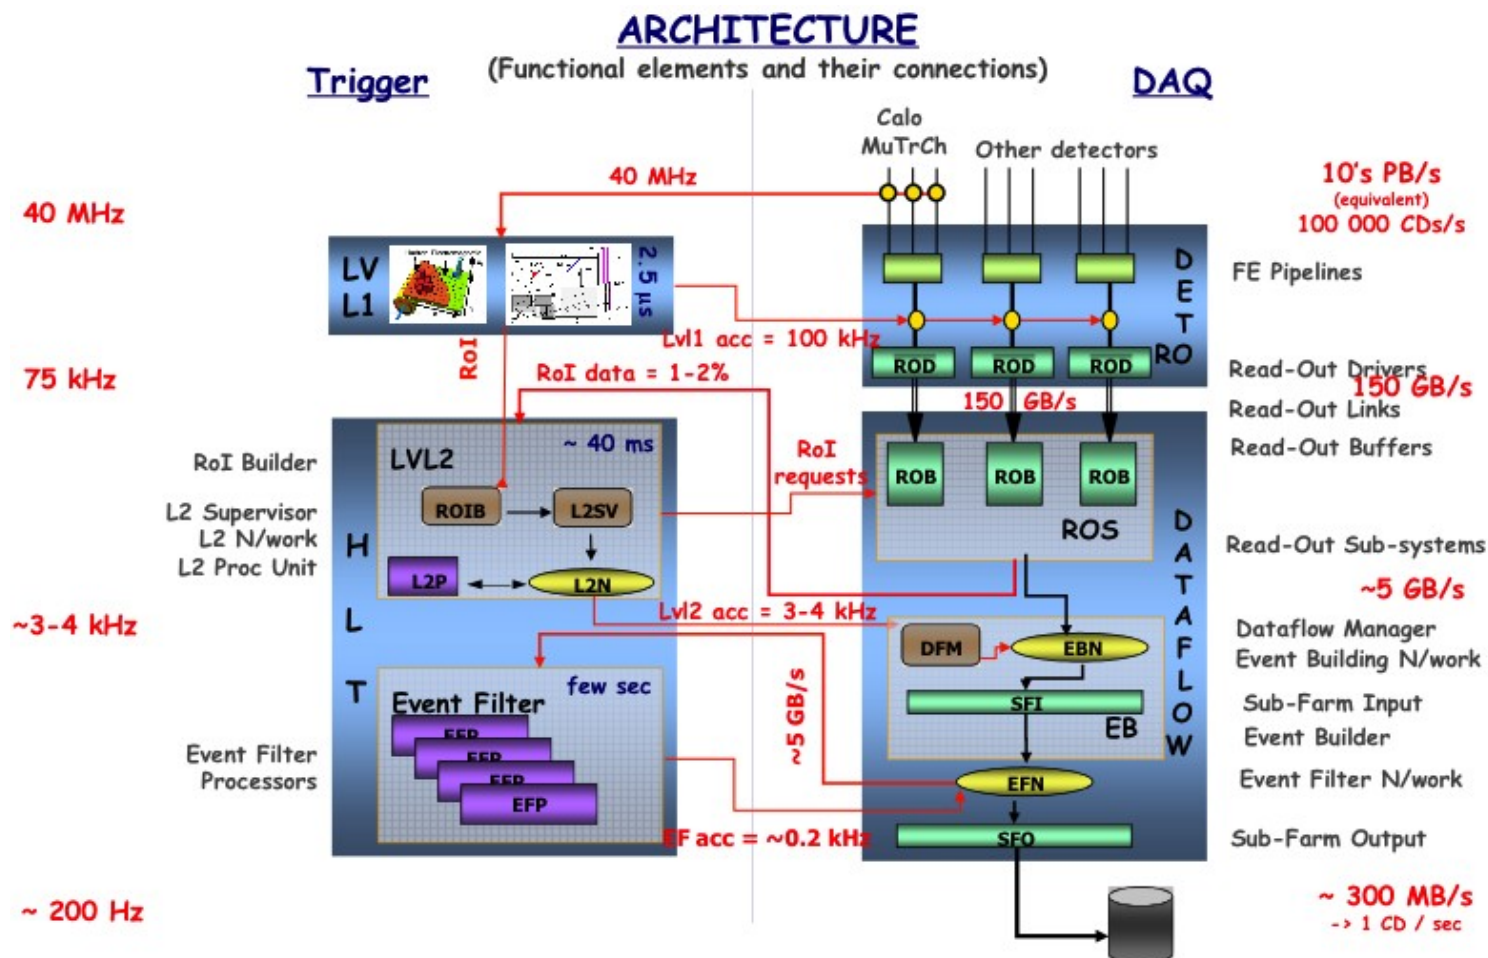 ARCHITECTURE
(Functional elements and their connections)
Trigger
DAQ
Calo
MuTrCh
Other detectors
40 MHz
10's PB/s
(equivalent)
100 000 CDs/s
40 MHz
LV
L1
2.5 µs
DET
RO
FE Pipelines
Lvl1 acc = 100 kHz
RoI
ROD
ROD
ROD
Read-Out Drivers
75 kHz
RoI data = 1-2%
150 GB/s
150 GB/s
Read-Out Links
LVL2
~ 40 ms
RoI
requests
ROB
ROB
ROB
Read-Out Buffers
RoI Builder
ROIB
L2SV
ROS
L2 Supervisor
L2 N/work
L2 Proc Unit
HLT
DATAFLOW
Read-Out Sub-systems
L2P
L2N
~5 GB/s
~3-4 kHz
Lvl2 acc = 3-4 kHz
DFM
EBN
Dataflow Manager
Event Building N/work
few sec
Event Filter
~5 GB/s
SFI
EB
Sub-Farm Input
Event Builder
Event Filter
Processors
EFP
EFP
EFP
EFP
EFN
Event Filter N/work
EF acc = ~0.2 kHz
SFO
Sub-Farm Output
~ 200 Hz
~ 300 MB/s
-> 1 CD / sec